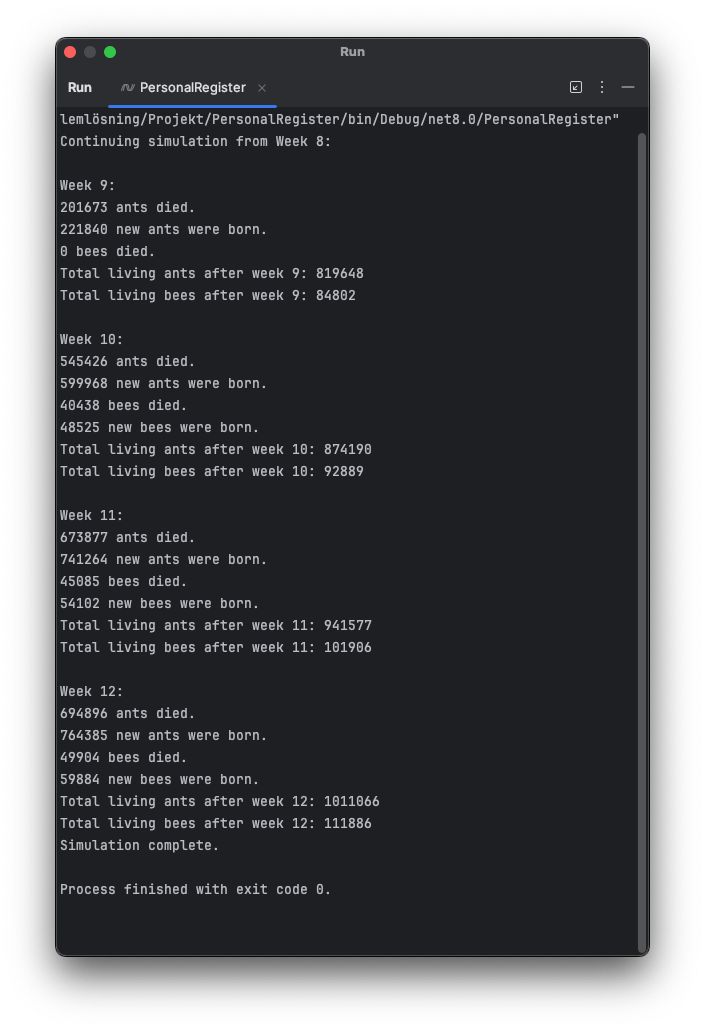 Run
Run PersonalRegister
lemlösning/Projekt/PersonalRegister/bin/Debug/net8.0/PersonalRegister"
Continuing simulation from Week 8:
Week 9:
201673 ants died.
221840 new ants were born.
0 bees died.
Total living ants after week 9: 819648
Total living bees after week 9: 84802
Week 10:
545426 ants died.
599968 new ants were born.
40438 bees died.
48525 new bees were born.
Total living ants after week 10: 874190
Total living bees after week 10: 92889
Week 11:
673877 ants died.
741264 new ants were born.
45085 bees died.
54102 new bees were born.
Total living ants after week 11: 941577
Total living bees after week 11: 101906
Week 12:
694896 ants died.
764385 new ants were born.
49904 bees died.
59884 new bees were born.
Total living ants after week 12: 1011066
Total living bees after week 12: 111886
Simulation complete.
Process finished with exit code 0.